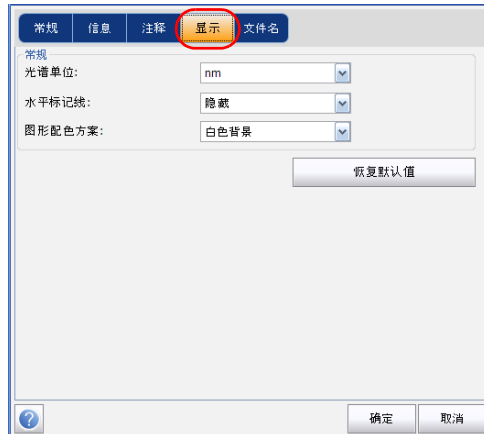 常规 信息 注释 显示 文件名
常规
光谱单位: nm
水平标记线: 隐藏
图形配色方案: 白色背景
恢复默认值
? 确定 取消